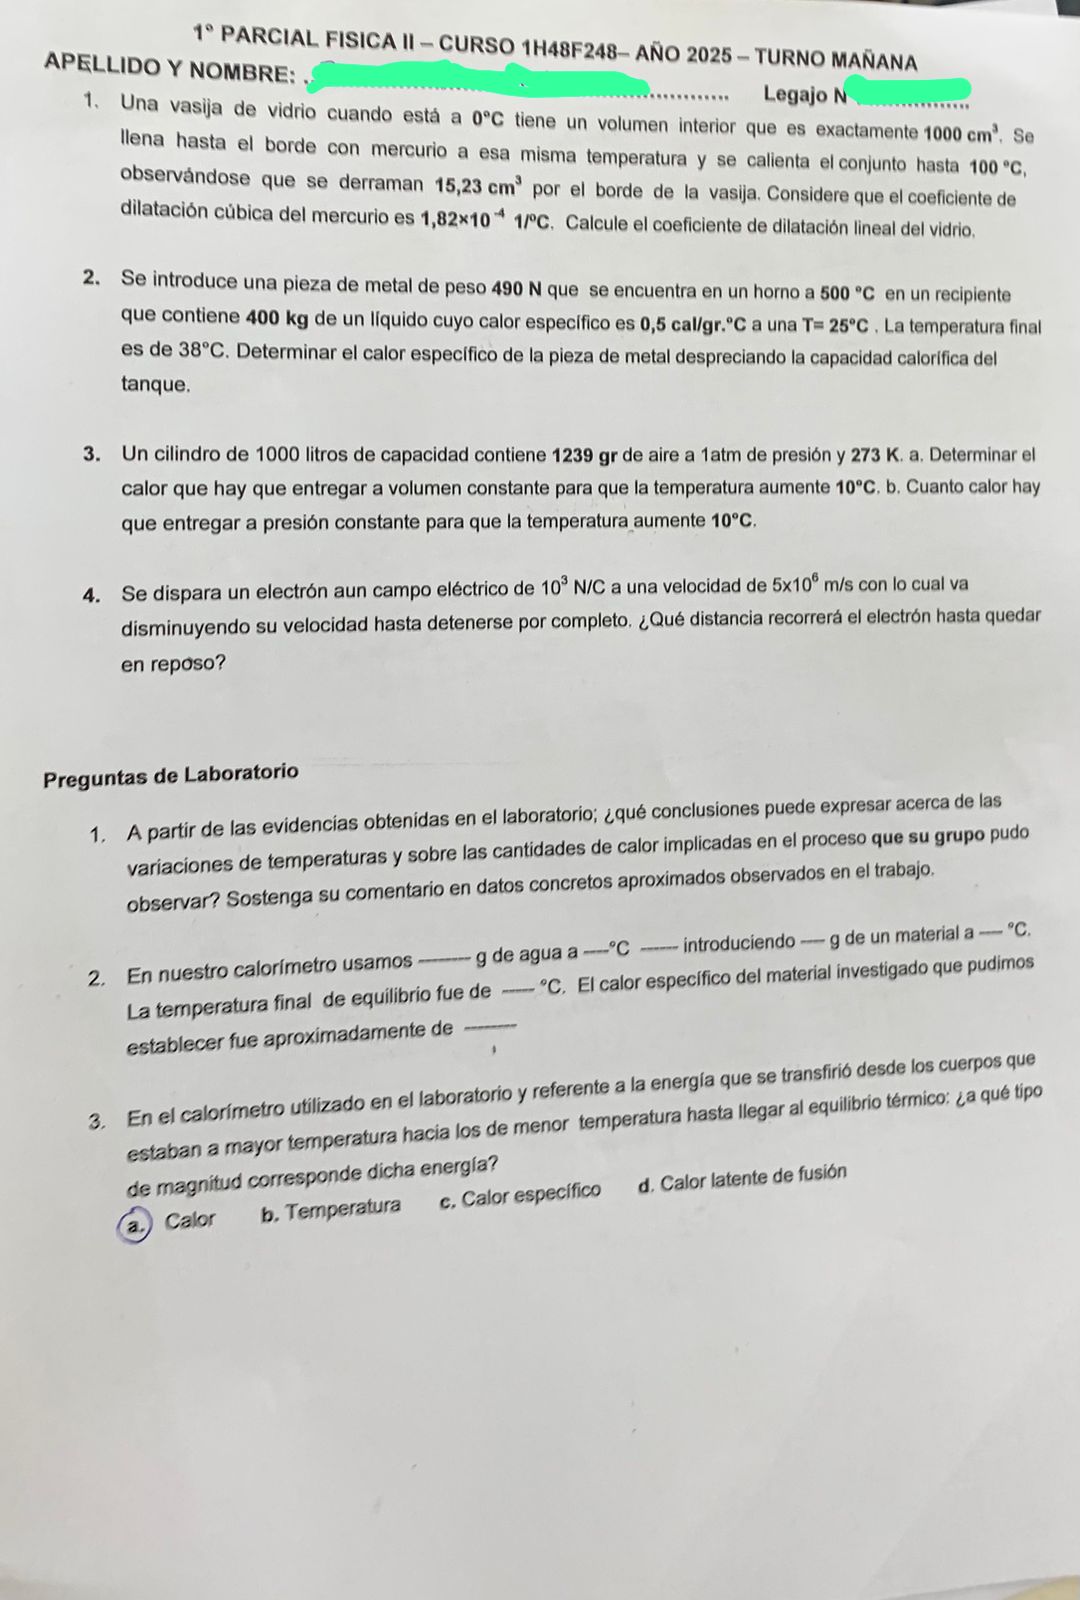 1° PARCIAL FISICA II – CURSO 1H48F248– AÑO 2025 – TURNO MAÑANA
APELLIDO Y NOMBRE: ........ Legajo N ........
1. Una vasija de vidrio cuando está a 0°C tiene un volumen interior que es exactamente 1000 cm³. Se
llena hasta el borde con mercurio a esa misma temperatura y se calienta el conjunto hasta 100 °C,
observándose que se derraman 15,23 cm³ por el borde de la vasija. Considere que el coeficiente de
dilatación cúbica del mercurio es 1,82×10⁻⁴ 1/ºC. Calcule el coeficiente de dilatación lineal del vidrio.
2. Se introduce una pieza de metal de peso 490 N que se encuentra en un horno a 500 °C en un recipiente
que contiene 400 kg de un líquido cuyo calor específico es 0,5 cal/gr.°C a una T= 25°C . La temperatura final
es de 38°C. Determinar el calor específico de la pieza de metal despreciando la capacidad calorífica del
tanque.
3. Un cilindro de 1000 litros de capacidad contiene 1239 gr de aire a 1atm de presión y 273 K. a. Determinar el
calor que hay que entregar a volumen constante para que la temperatura aumente 10°C. b. Cuanto calor hay
que entregar a presión constante para que la temperatura aumente 10°C.
4. Se dispara un electrón aun campo eléctrico de 10³ N/C a una velocidad de 5x10⁶ m/s con lo cual va
disminuyendo su velocidad hasta detenerse por completo. ¿Qué distancia recorrerá el electrón hasta quedar
en reposo?
Preguntas de Laboratorio
1. A partir de las evidencias obtenidas en el laboratorio; ¿qué conclusiones puede expresar acerca de las
variaciones de temperaturas y sobre las cantidades de calor implicadas en el proceso que su grupo pudo
observar? Sostenga su comentario en datos concretos aproximados observados en el trabajo.
2. En nuestro calorímetro usamos -------- g de agua a ----°C ------ introduciendo ---- g de un material a ---- °C.
La temperatura final de equilibrio fue de ----- °C. El calor específico del material investigado que pudimos
establecer fue aproximadamente de --------
3. En el calorímetro utilizado en el laboratorio y referente a la energía que se transfirió desde los cuerpos que
estaban a mayor temperatura hacia los de menor temperatura hasta llegar al equilibrio térmico: ¿a qué tipo
de magnitud corresponde dicha energía?
a. Calor b. Temperatura c. Calor específico d. Calor latente de fusión